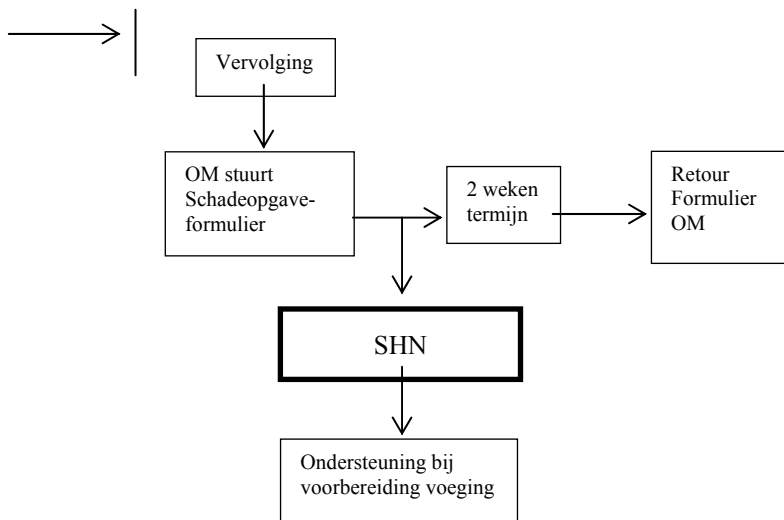 Vervolging
OM stuurt
Schadeopgave-
formulier
2 weken
termijn
Retour
Formulier
OM
SHN
Ondersteuning bij
voorbereiding voeging